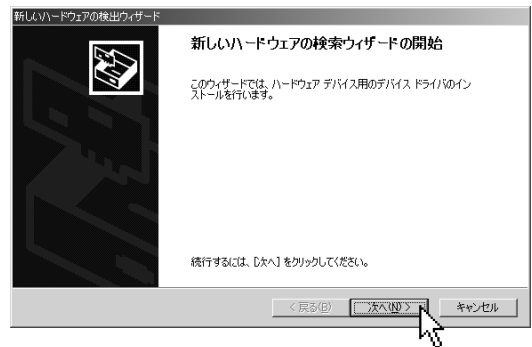 新しいハードウェアの検出ウィザード
新しいハードウェアの検索ウィザードの開始
このウィザードでは、ハードウェア デバイス用のデバイス ドライバのイン
ストールを行います。
続行するには、[次へ] をクリックしてください。
< 戻る(B)
次へ(N) >
キャンセル